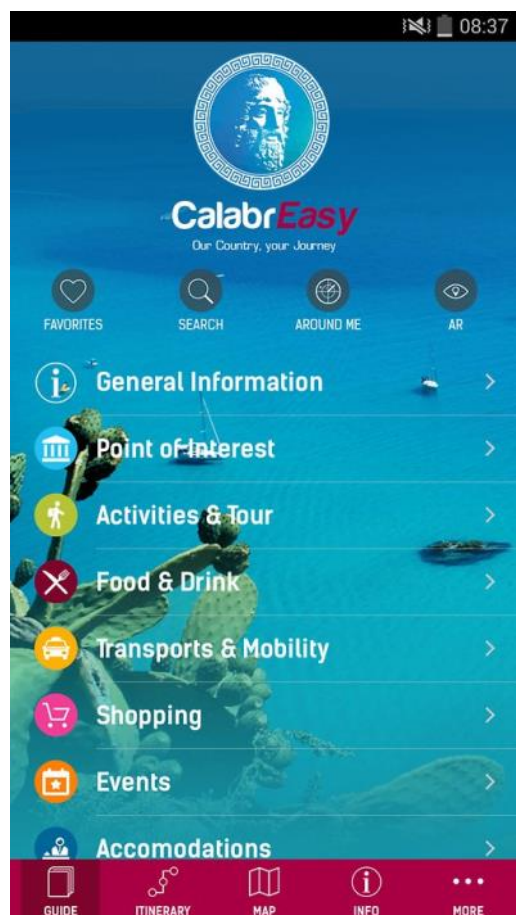 08:37
CalabrEasy
Our Country, your Journey
FAVORITES SEARCH AROUND ME AR
General Information
Point of Interest
Activities & Tour
Food & Drink
Transports & Mobility
Shopping
Events
Accomodations
GUIDE ITINERARY MAP INFO MORE